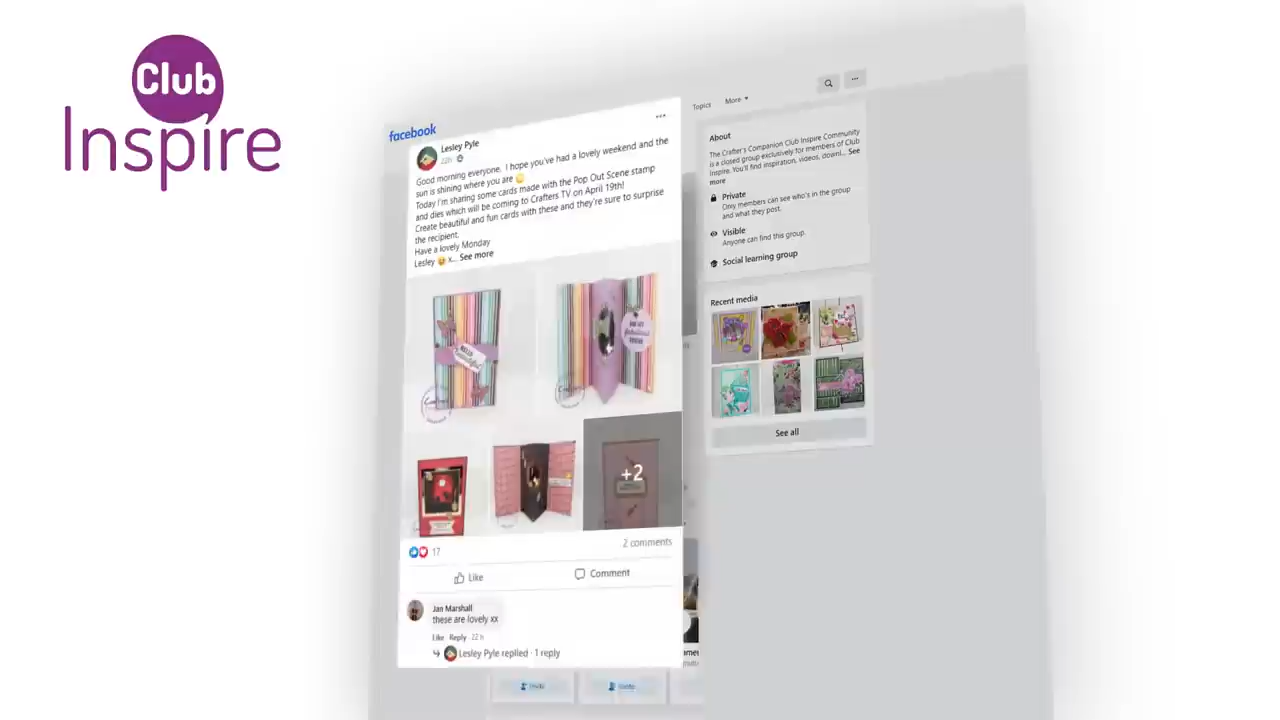 Club
Inspire
facebook
Lesley Pyle
22h
Good morning everyone. I hope you've had a lovely weekend and the
sun is shining where you are
Today I'm sharing some cards made with the Pop Out Scene stamp
and dies which will be coming to Crafters TV on April 19th!
Create beautiful and fun cards with these and they're sure to surprise
the recipient.
Have a lovely Monday
Lesley x... See more
+2
17
2 comments
Like
Comment
Jan Marshall
these are lovely xx
Like Reply 22 h
Lesley Pyle replied · 1 reply
Topics
More
About
The Crafter's Companion Club Inspire Community
is a closed group exclusively for members of Club
Inspire. You'll find inspiration, videos, downl... See
more
Private
Only members can see who's in the group
and what they post.
Visible
Anyone can find this group.
Social learning group
Recent media
See all
Invite
Invite